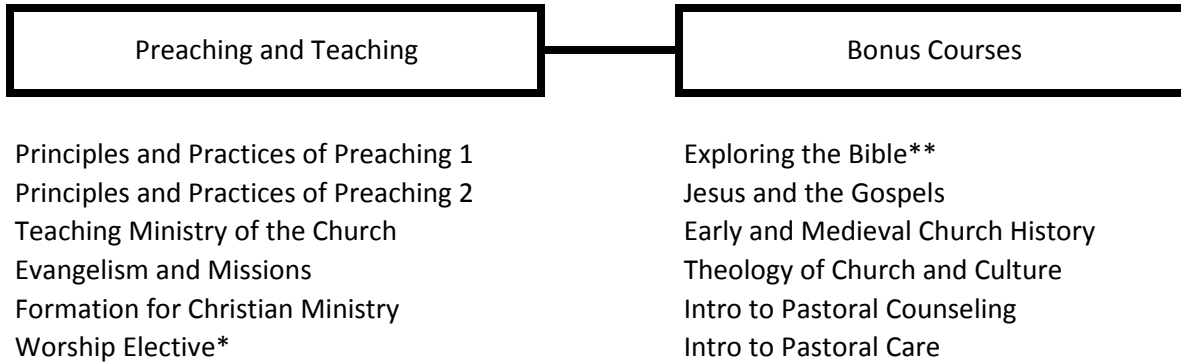 Preaching and Teaching
Principles and Practices of Preaching 1
Principles and Practices of Preaching 2
Teaching Ministry of the Church
Evangelism and Missions
Formation for Christian Ministry
Worship Elective*
Bonus Courses
Exploring the Bible**
Jesus and the Gospels
Early and Medieval Church History
Theology of Church and Culture
Intro to Pastoral Counseling
Intro to Pastoral Care